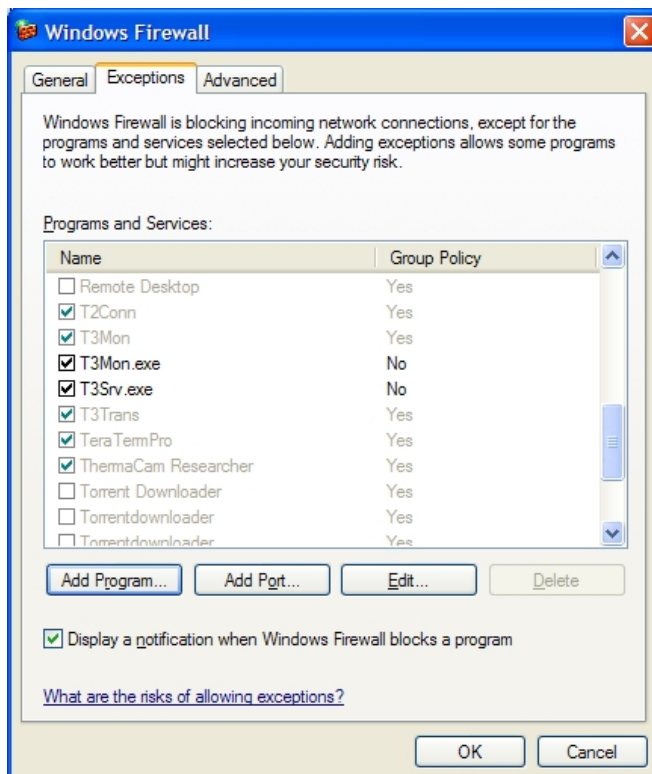 Windows Firewall
General Exceptions Advanced
Windows Firewall is blocking incoming network connections, except for the
programs and services selected below. Adding exceptions allows some programs
to work better but might increase your security risk.
Programs and Services:
Name Group Policy
Remote Desktop Yes
T2Conn Yes
T3Mon Yes
T3Mon.exe No
T3Srv.exe No
T3Trans Yes
TeraTermPro Yes
ThermaCam Researcher Yes
Torrent Downloader Yes
Torrentdownloader Yes
Torrentdownloader Yes
Add Program... Add Port... Edit... Delete
Display a notification when Windows Firewall blocks a program
What are the risks of allowing exceptions?
OK Cancel